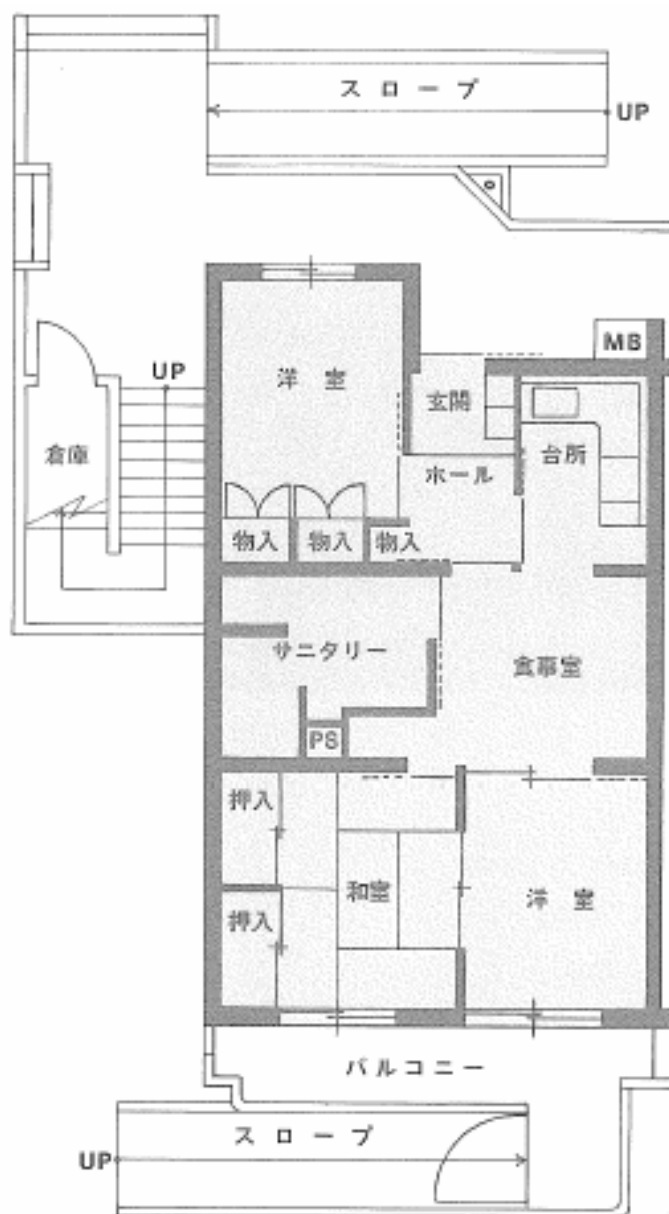 スロープ
UP
MB
洋室
UP
玄関
倉庫
台所
ホール
物入
物入
物入
サニタリー
食事室
PS
押入
和室
洋室
押入
バルコニー
スロープ
UP